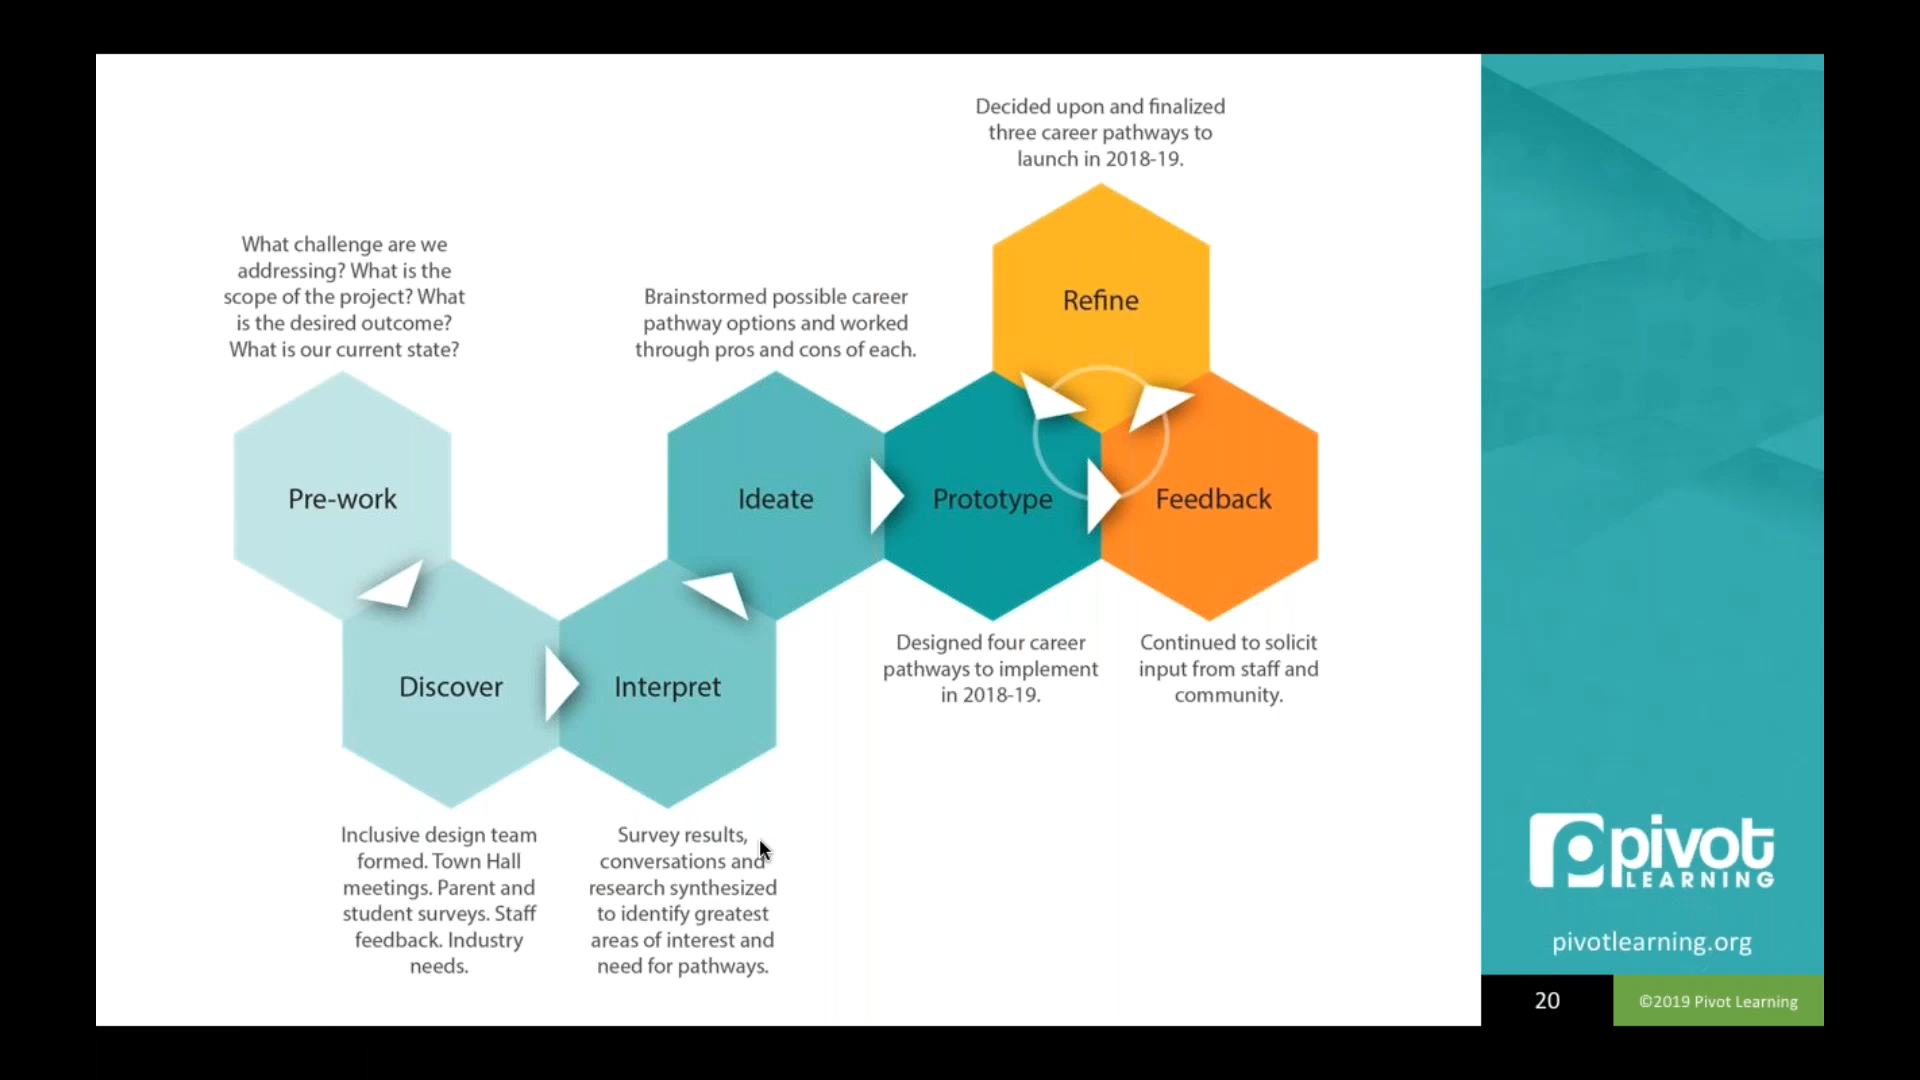 Decided upon and finalized
three career pathways to
launch in 2018-19.
What challenge are we
addressing? What is the
scope of the project? What
is the desired outcome?
What is our current state?
Brainstormed possible career
pathway options and worked
through pros and cons of each.
Refine
Pre-work
Ideate
Prototype
Feedback
Designed four career
pathways to implement
in 2018-19.
Continued to solicit
input from staff and
community.
Discover
Interpret
Inclusive design team
formed. Town Hall
meetings. Parent and
student surveys. Staff
feedback. Industry
needs.
Survey results,
conversations and
research synthesized
to identify greatest
areas of interest and
need for pathways.
pivot
LEARNING
pivotlearning.org
20
©2019 Pivot Learning